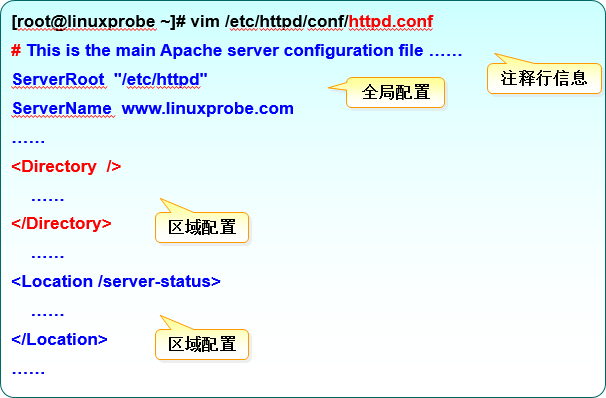 [root@linuxprobe ~]# vim /etc/httpd/conf/httpd.conf
# This is the main Apache server configuration file ……
注释行信息
ServerRoot "/etc/httpd"
全局配置
ServerName www.linuxprobe.com
……
<Directory />
……
</Directory>
区域配置
……
<Location /server-status>
……
</Location>
区域配置
……